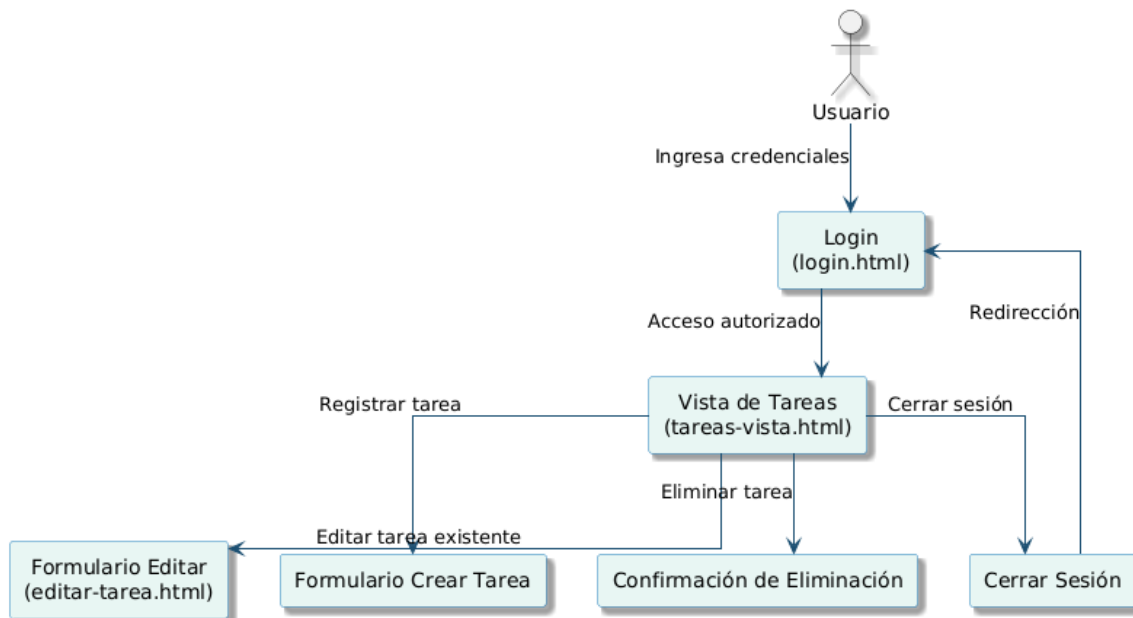 Usuario
Ingresa credenciales
Login
(login.html)
Acceso autorizado
Redirección
Vista de Tareas
(tareas-vista.html)
Registrar tarea
Cerrar sesión
Eliminar tarea
Editar tarea existente
Formulario Editar
(editar-tarea.html)
Formulario Crear Tarea
Confirmación de Eliminación
Cerrar Sesión